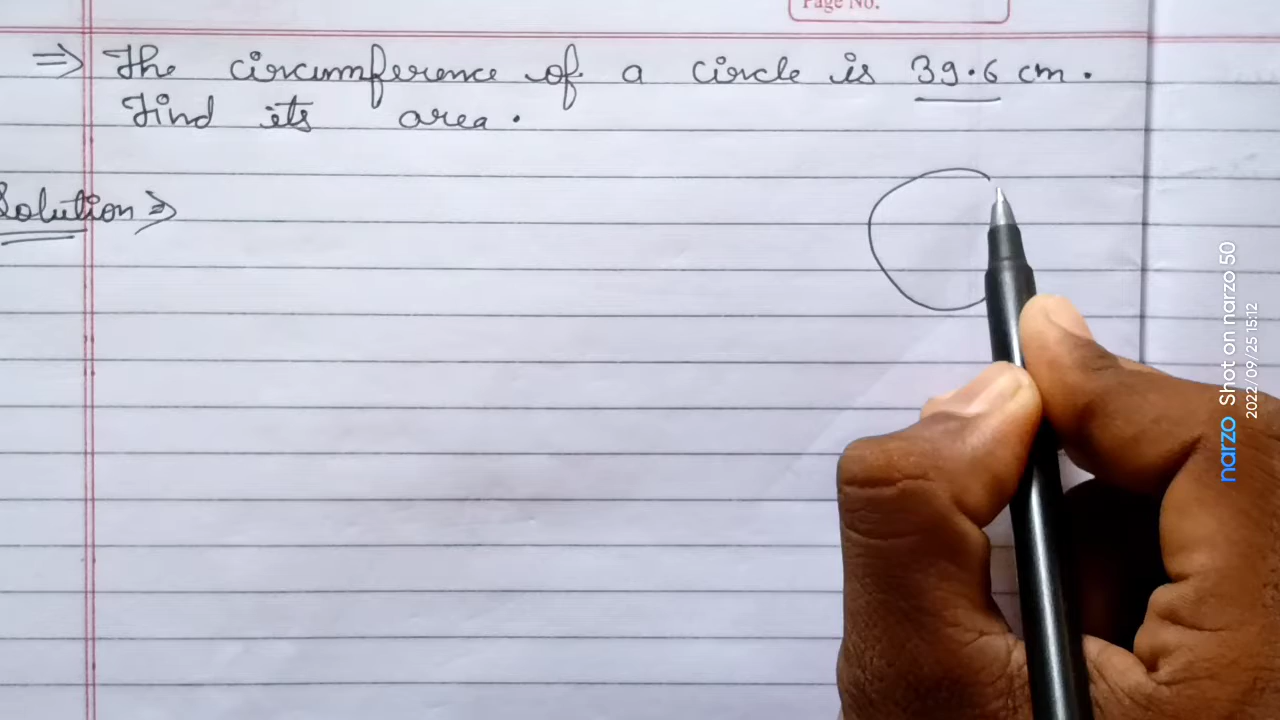 Page No.
⇒ The circumference of a circle is 39.6 cm.
Find its area.
Solution ⇒
narzo Shot on narzo 50
2022/09/25 15:12